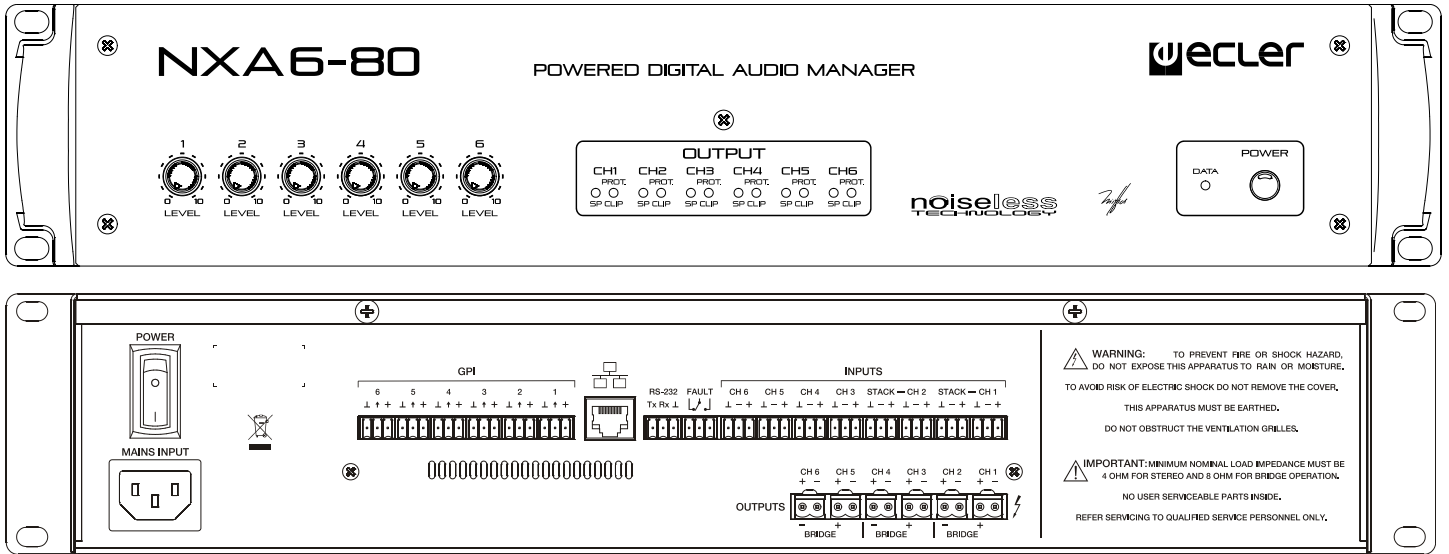 NXA6-80
POWERED DIGITAL AUDIO MANAGER
ecler
1 2 3 4 5 6
0 10 0 10 0 10 0 10 0 10 0 10
LEVEL LEVEL LEVEL LEVEL LEVEL LEVEL
OUTPUT
CH1 CH2 CH3 CH4 CH5 CH6
PROT. PROT. PROT. PROT. PROT. PROT.
SP CLIP SP CLIP SP CLIP SP CLIP SP CLIP SP CLIP
noiseless
TECHNOLOGY
POWER
DATA
POWER
MAINS INPUT
GPI
6 5 4 3 2 1
⊥ ↑ + ⊥ ↑ + ⊥ ↑ + ⊥ ↑ + ⊥ ↑ + ⊥ ↑ +
RS-232 FAULT
Tx Rx ⊥
INPUTS
CH 6 CH 5 CH 4 CH 3 STACK — CH 2 STACK — CH 1
⊥ – + ⊥ – + ⊥ – + ⊥ – + ⊥ – + ⊥ – + ⊥ – + ⊥ – +
CH 6 CH 5 CH 4 CH 3 CH 2 CH 1
+ – + – + – + – + – + –
OUTPUTS
– + – + – +
BRIDGE BRIDGE BRIDGE
WARNING: TO PREVENT FIRE OR SHOCK HAZARD,
DO NOT EXPOSE THIS APPARATUS TO RAIN OR MOISTURE.
TO AVOID RISK OF ELECTRIC SHOCK DO NOT REMOVE THE COVER.
THIS APPARATUS MUST BE EARTHED.
DO NOT OBSTRUCT THE VENTILATION GRILLES.
IMPORTANT: MINIMUM NOMINAL LOAD IMPEDANCE MUST BE
4 OHM FOR STEREO AND 8 OHM FOR BRIDGE OPERATION.
NO USER SERVICEABLE PARTS INSIDE.
REFER SERVICING TO QUALIFIED SERVICE PERSONNEL ONLY.